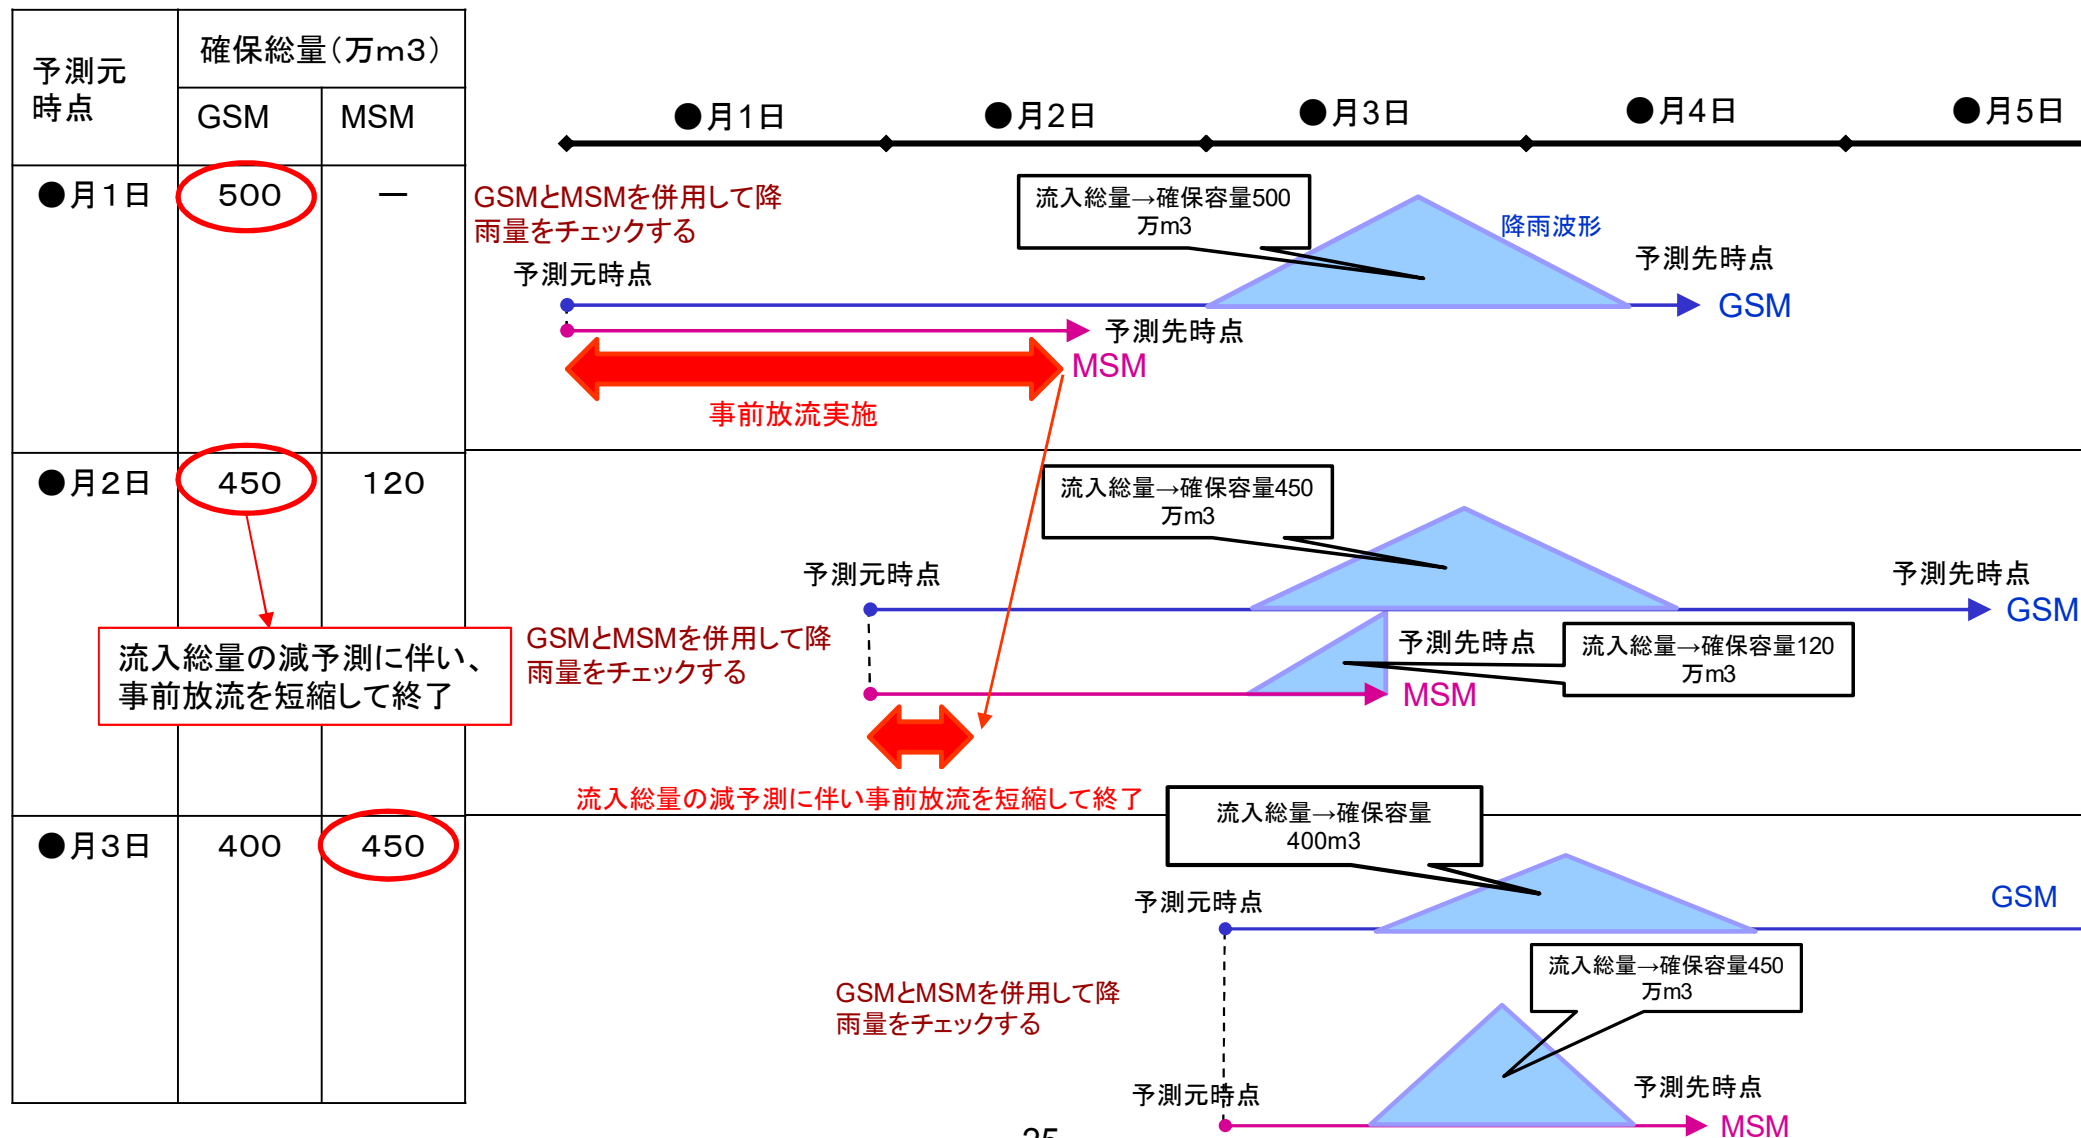 予測元
時点
確保総量(万m3)
GSM
MSM
●月1日
●月2日
●月3日
●月4日
●月5日
●月1日
500
―
GSMとMSMを併用して降
雨量をチェックする
流入総量→確保容量500
万m3
降雨波形
予測元時点
予測先時点
GSM
予測先時点
MSM
事前放流実施
●月2日
450
120
流入総量→確保容量450
万m3
予測元時点
予測先時点
GSM
流入総量の減予測に伴い、
事前放流を短縮して終了
GSMとMSMを併用して降
雨量をチェックする
予測先時点
流入総量→確保容量120
万m3
MSM
流入総量の減予測に伴い事前放流を短縮して終了
●月3日
400
450
流入総量→確保容量
400m3
予測元時点
GSM
流入総量→確保容量450
万m3
GSMとMSMを併用して降
雨量をチェックする
予測元時点
予測先時点
MSM